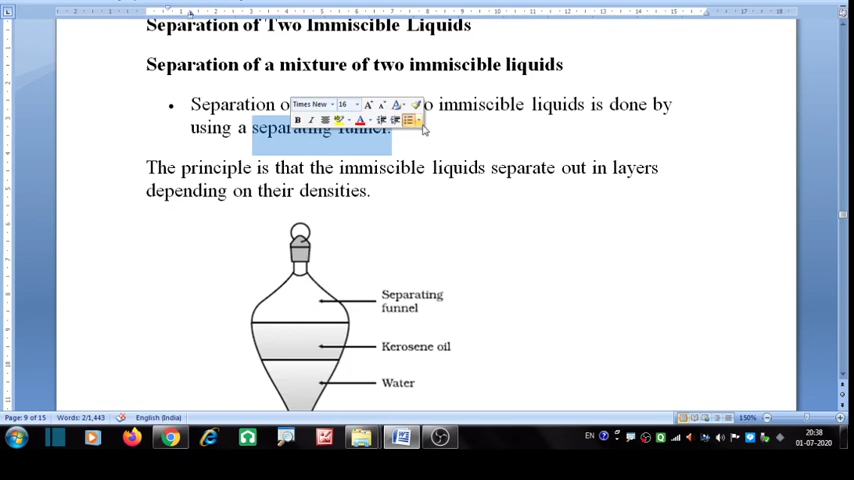 Separation of Two Immiscible Liquids
Separation of a mixture of two immiscible liquids
Separation o
o immiscible liquids is done by
Times New
16
using a separating funnel.
The principle is that the immiscible liquids separate out in layers
depending on their densities.
Separating
funnel
Kerosene oil
Water
Page: 9 of 15
Words: 2/1,443
English (India)
150%
EN
20:38
01-07-2020